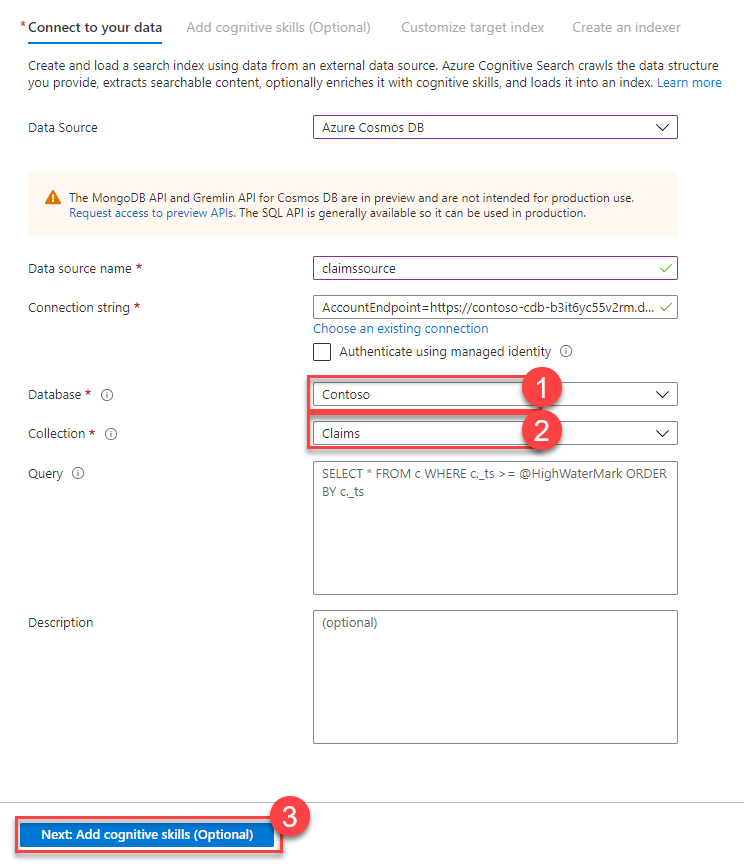 * Connect to your data Add cognitive skills (Optional) Customize target index Create an indexer
Create and load a search index using data from an external data source. Azure Cognitive Search crawls the data structure
you provide, extracts searchable content, optionally enriches it with cognitive skills, and loads it into an index. Learn more
Data Source Azure Cosmos DB
The MongoDB API and Gremlin API for Cosmos DB are in preview and are not intended for production use.
Request access to preview APIs. The SQL API is generally available so it can be used in production.
Data source name * claimssource
Connection string * AccountEndpoint=https://contoso-cdb-b3it6yc55v2rm.d...
Choose an existing connection
Authenticate using managed identity
Database * Contoso 1
Collection * Claims 2
Query SELECT * FROM c WHERE c._ts >= @HighWaterMark ORDER
BY c._ts
Description (optional)
Next: Add cognitive skills (Optional) 3